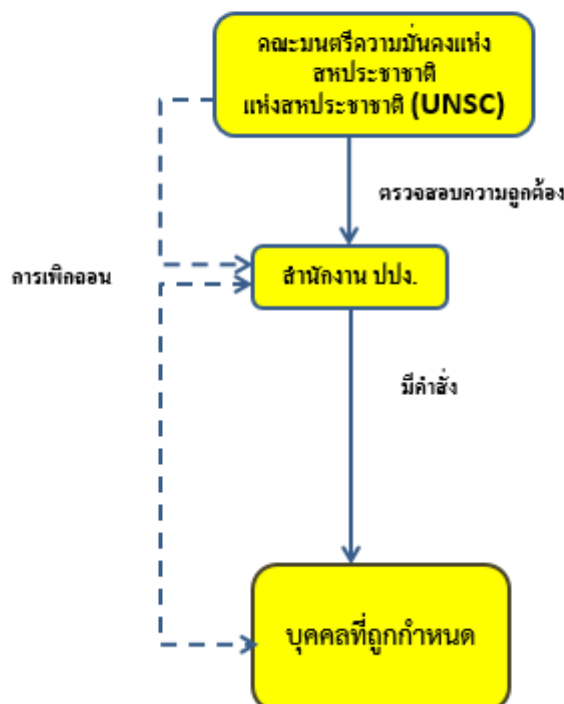 คณะมนตรีความมั่นคงแห่ง
สหประชาชาติ
แห่งสหประชาชาติ (UNSC)
ตรวจสอบความถูกต้อง
การเพิกถอน
สำนักงาน ปปง.
มีคำสั่ง
บุคคลที่ถูกกำหนด